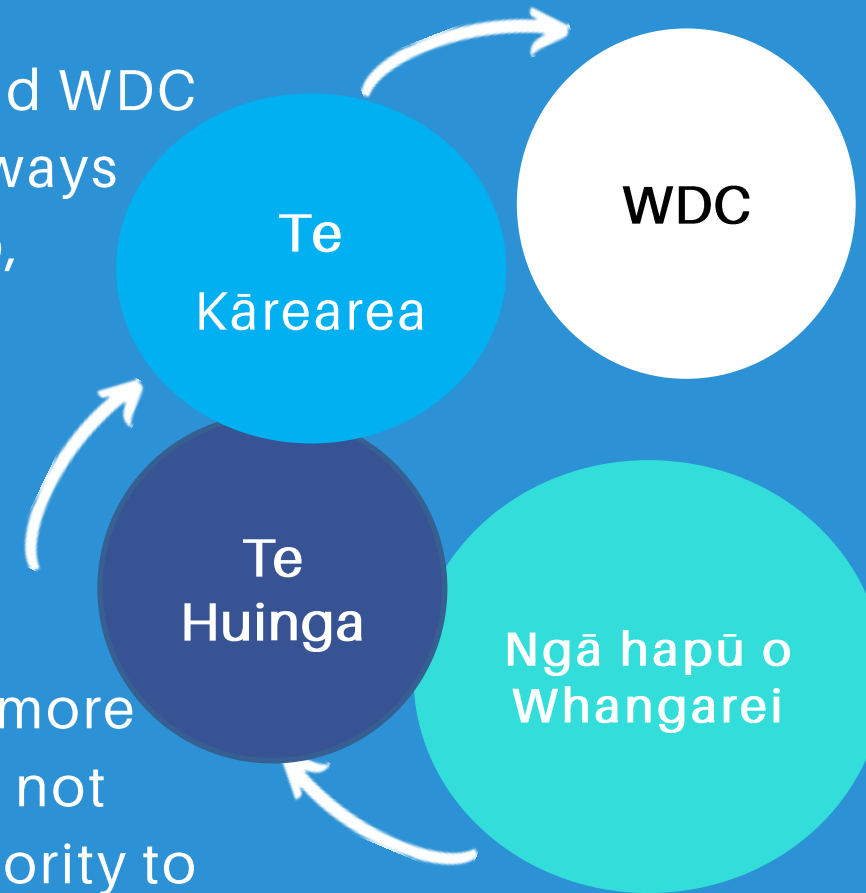 d WDC
ways
,
Te
Kārearea
WDC
Te
Huinga
Ngā hapū o
Whangarei
more
not
ority to